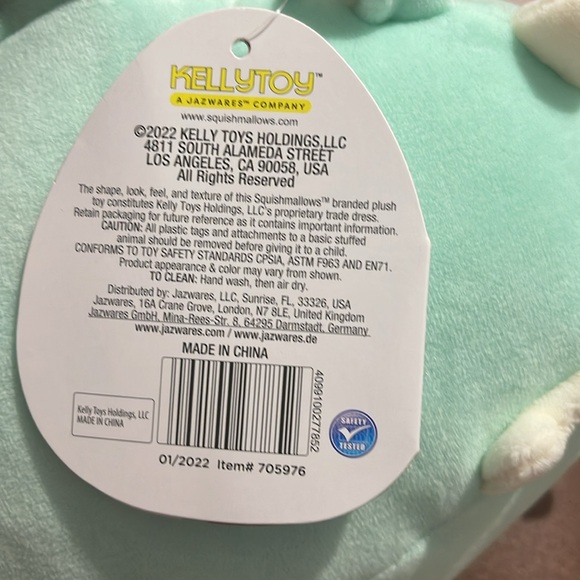 KELLYTOY™
A JAZWARES™ COMPANY
www.squishmallows.com
©2022 KELLY TOYS HOLDINGS,LLC
4811 SOUTH ALAMEDA STREET
LOS ANGELES, CA 90058, USA
All Rights Reserved
The shape, look, feel, and texture of this Squishmallows™ branded plush
toy constitutes Kelly Toys Holdings, LLC's proprietary trade dress.
Retain packaging for future reference as it contains important information.
CAUTION: All plastic tags and attachments to a basic stuffed
animal should be removed before giving it to a child.
CONFORMS TO TOY SAFETY STANDARDS CPSIA, ASTM F963 AND EN71.
Product appearance & color may vary from shown.
TO CLEAN: Hand wash, then air dry.
Distributed by: Jazwares, LLC, Sunrise, FL, 33326, USA
Jazwares, 16A Crane Grove, London, N7 8LE, United Kingdom
Jazwares GmbH, Mina-Rees-Str. 8, 64295 Darmstadt, Germany
www.jazwares.com / www.jazwares.de
MADE IN CHINA
Kelly Toys Holdings, LLC
MADE IN CHINA
4099100277852
SAFETY
TESTED
01/2022 Item# 705976